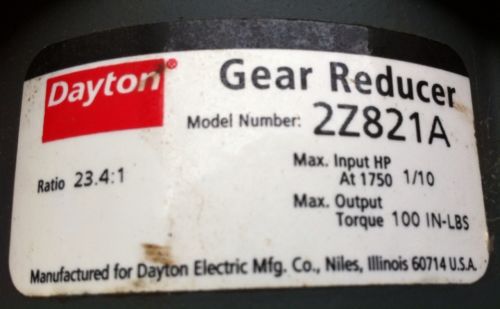 Dayton®
Gear Reducer
Model Number: 2Z821A
Ratio 23.4:1
Max. Input HP
At 1750 1/10
Max. Output
Torque 100 IN-LBS
Manufactured for Dayton Electric Mfg. Co., Niles, Illinois 60714 U.S.A.